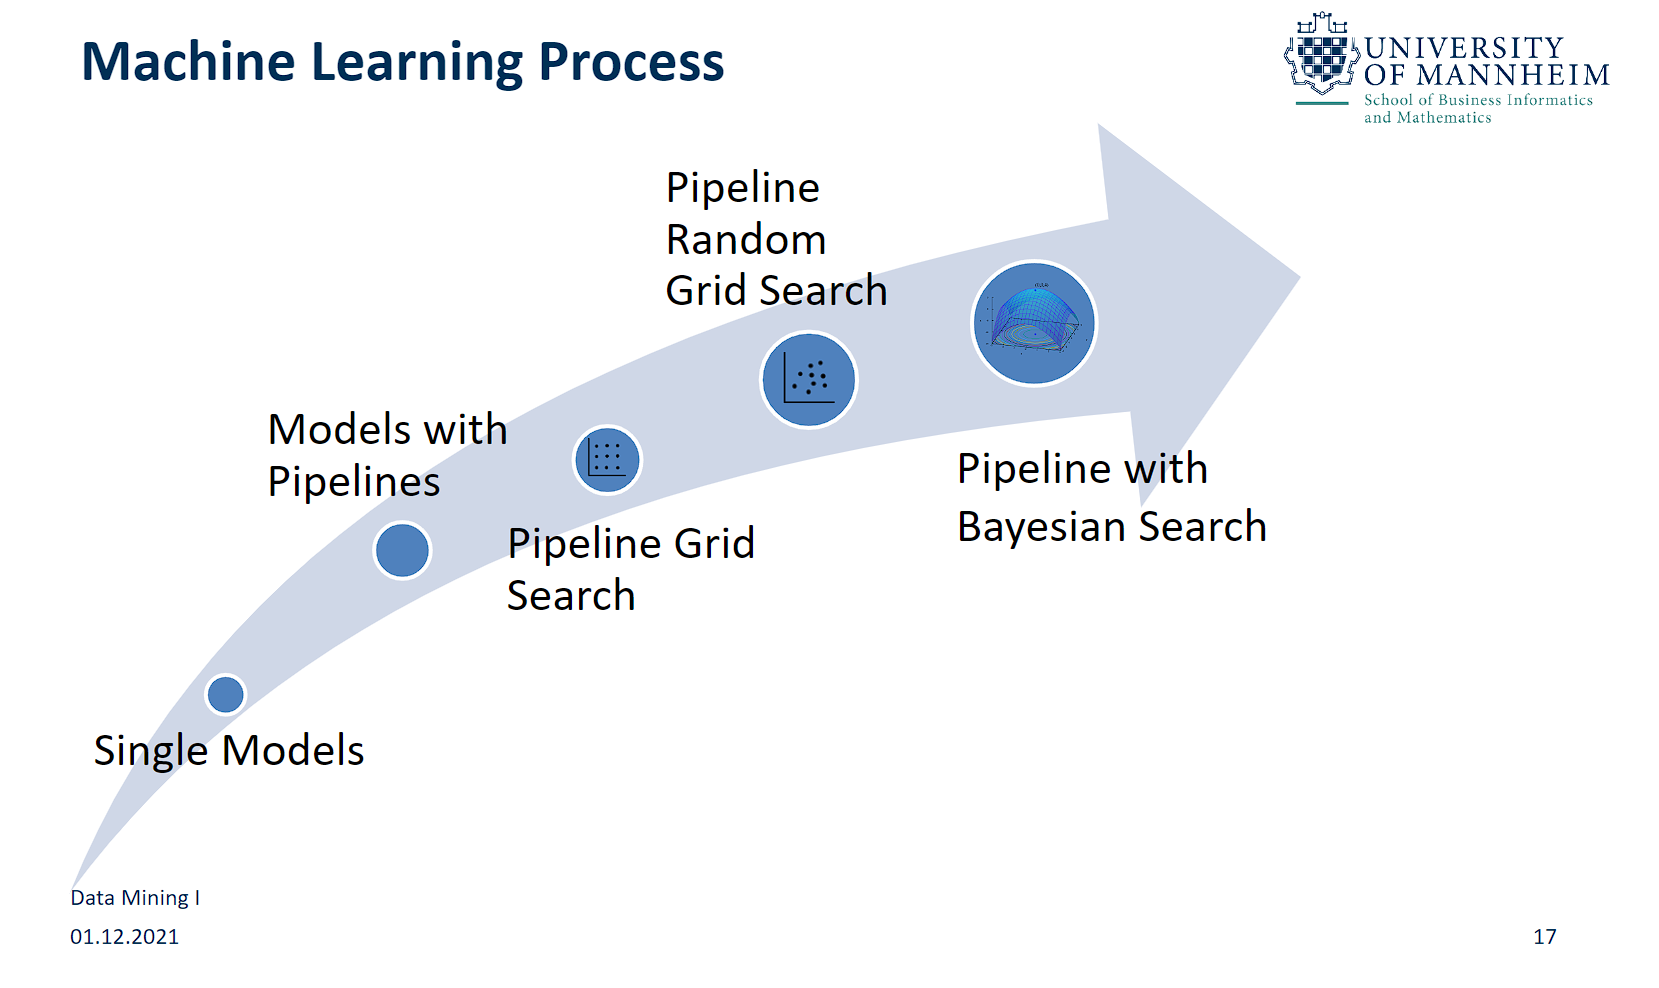 Machine Learning Process
UNIVERSITY
OF MANNHEIM
School of Business Informatics
and Mathematics
Pipeline
Random
Grid Search
Models with
Pipelines
Pipeline with
Bayesian Search
Pipeline Grid
Search
Single Models
Data Mining I
01.12.2021
17